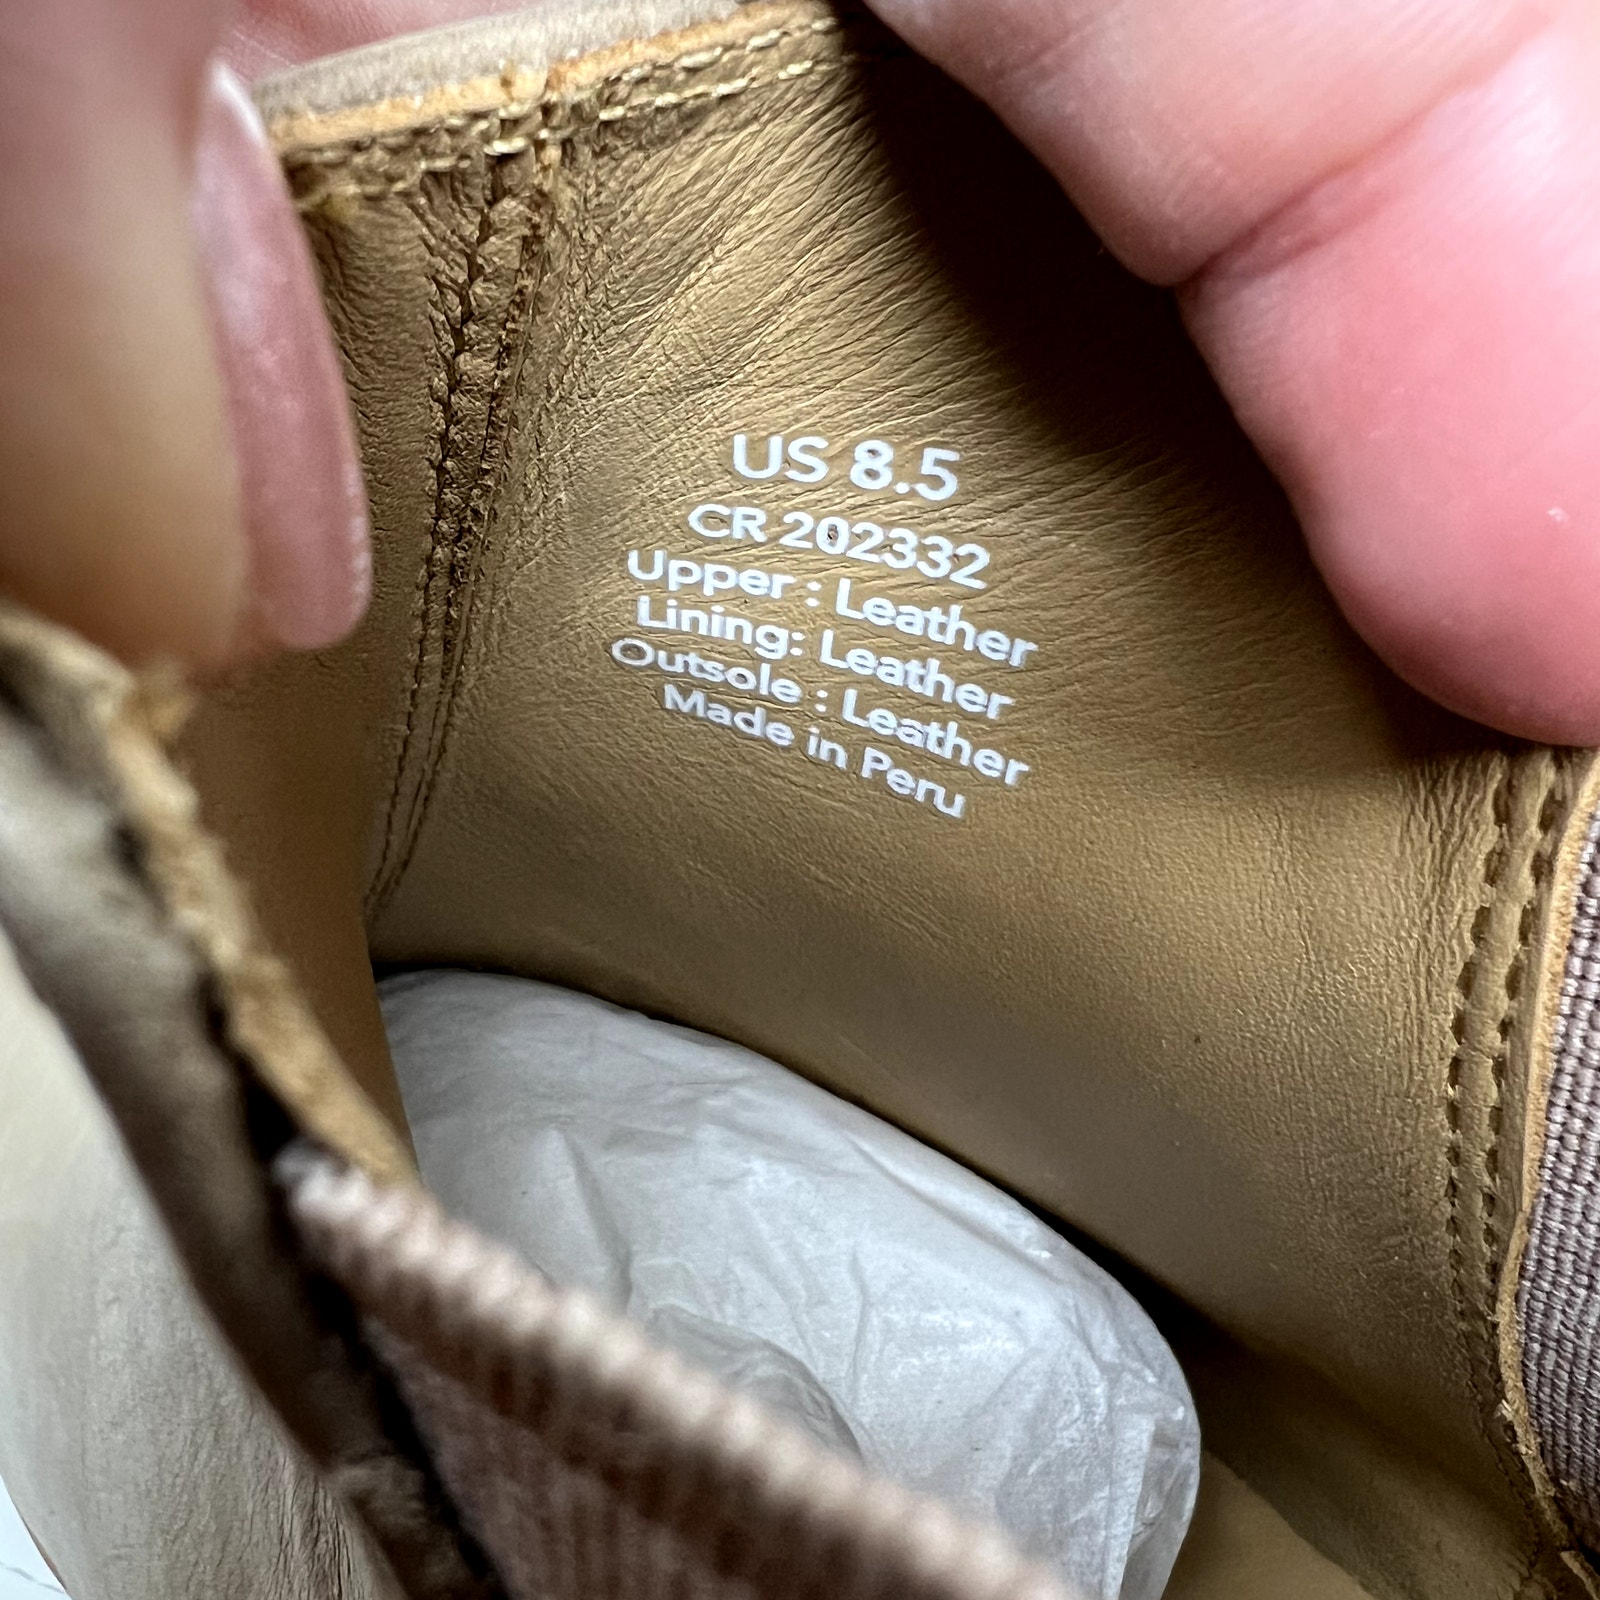 US 8.5
CR 202332
Upper : Leather
Lining: Leather
Outsole : Leather
Made in Peru